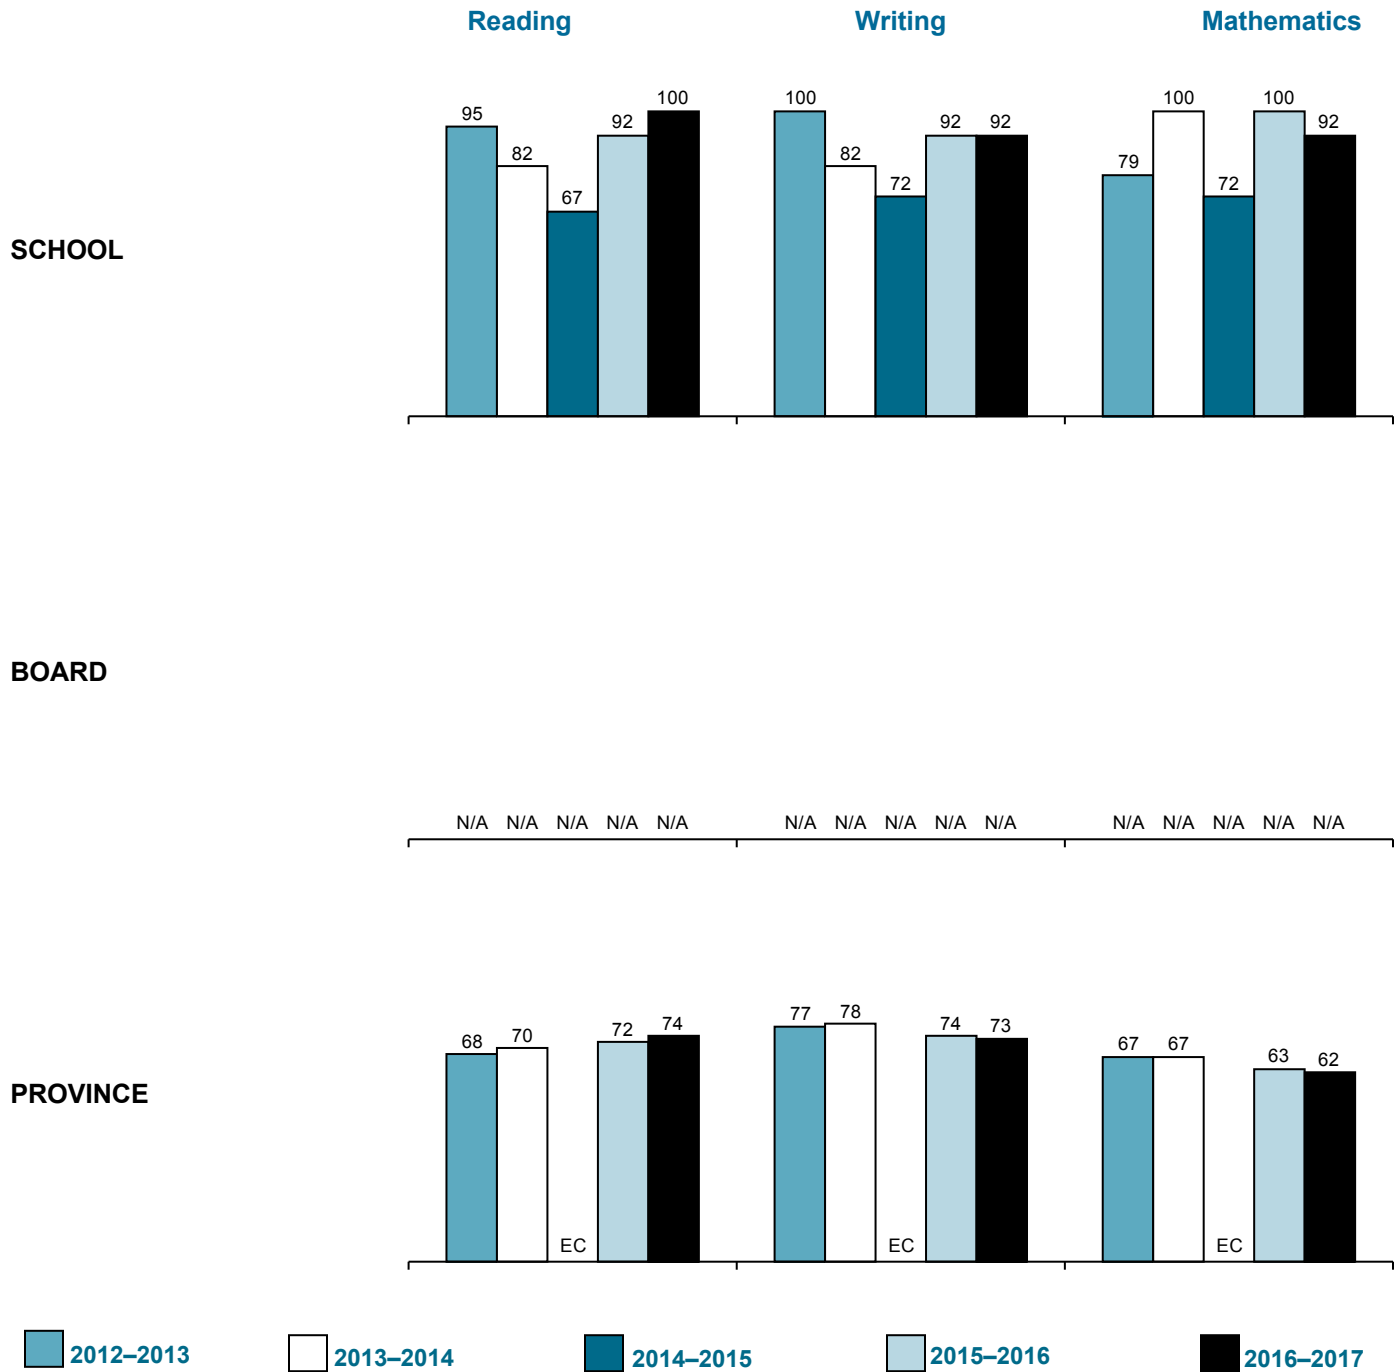 Reading Writing Mathematics
SCHOOL
95 82 67 92 100
100 82 72 92 92
79 100 72 100 92
BOARD
N/A N/A N/A N/A N/A
N/A N/A N/A N/A N/A
N/A N/A N/A N/A N/A
PROVINCE
68 70 EC 72 74
77 78 EC 74 73
67 67 EC 63 62
2012–2013 2013–2014 2014–2015 2015–2016 2016–2017